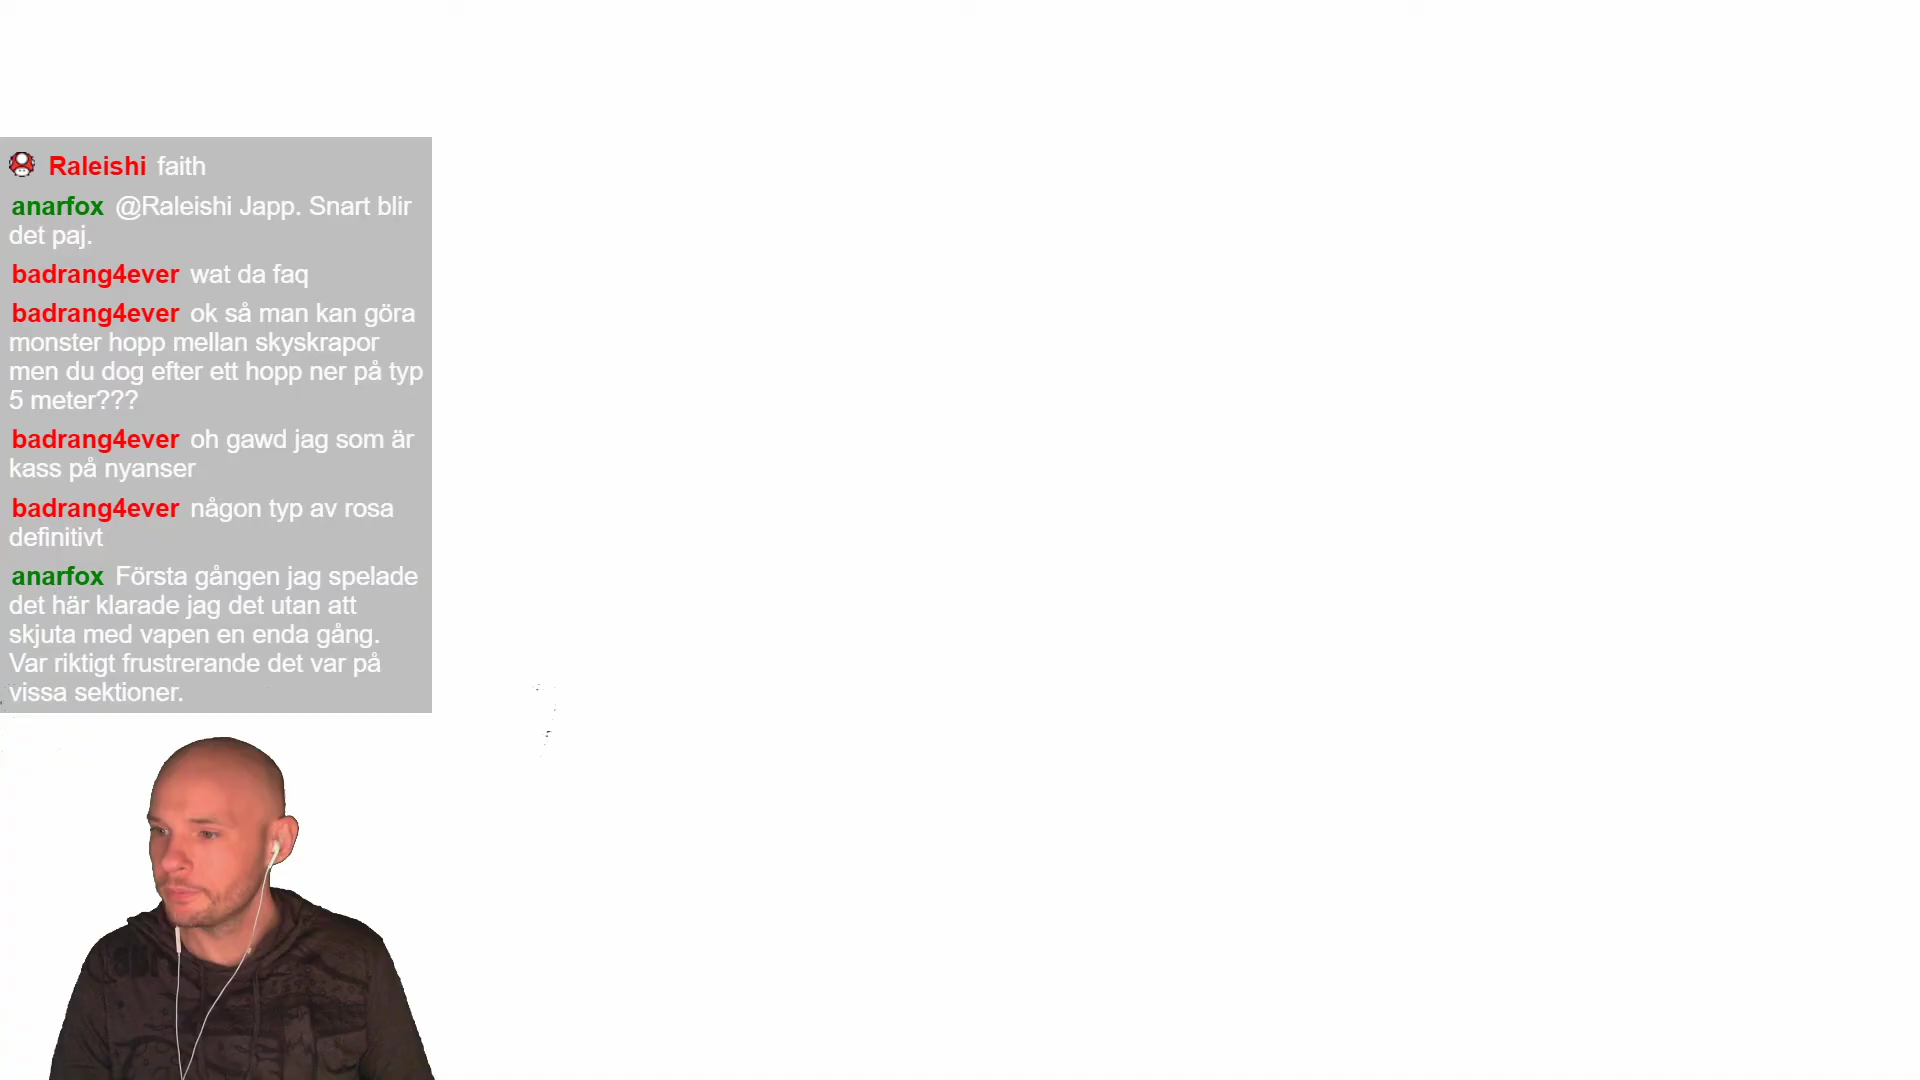 Raleishi faith
anarfox @Raleishi Japp. Snart blir
det paj.
badrang4ever wat da faq
badrang4ever ok så man kan göra
monster hopp mellan skyskrapor
men du dog efter ett hopp ner på typ
5 meter???
badrang4ever oh gawd jag som är
kass på nyanser
badrang4ever någon typ av rosa
definitivt
anarfox Första gången jag spelade
det här klarade jag det utan att
skjuta med vapen en enda gång.
Var riktigt frustrerande det var på
vissa sektioner.